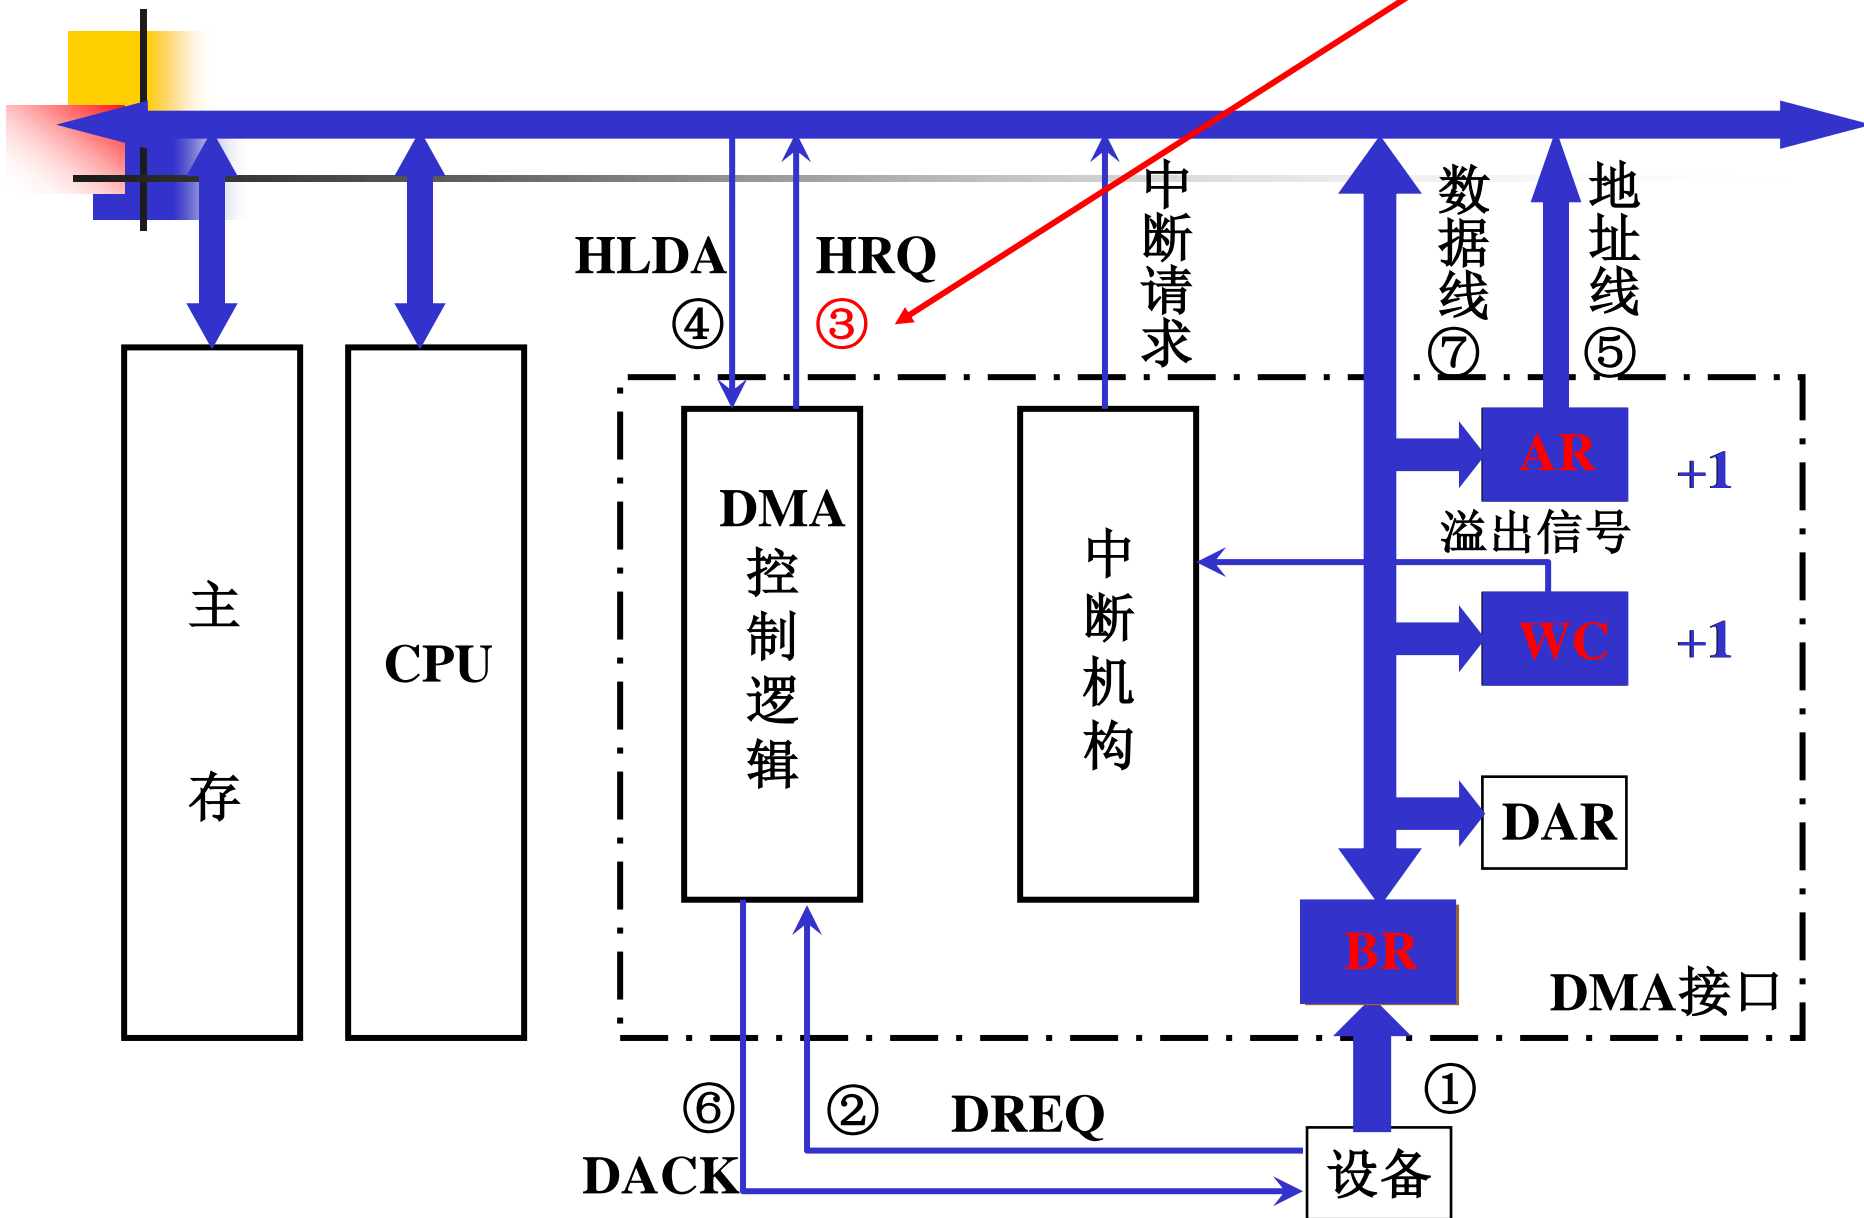 HLDA
④
HRQ
③
中断请求
数据线
⑦
地址线
⑤
主存
CPU
DMA
控制逻辑
中断机构
AR
+1
溢出信号
WC
+1
DAR
BR
DMA接口
①
⑥
②
DREQ
DACK
设备